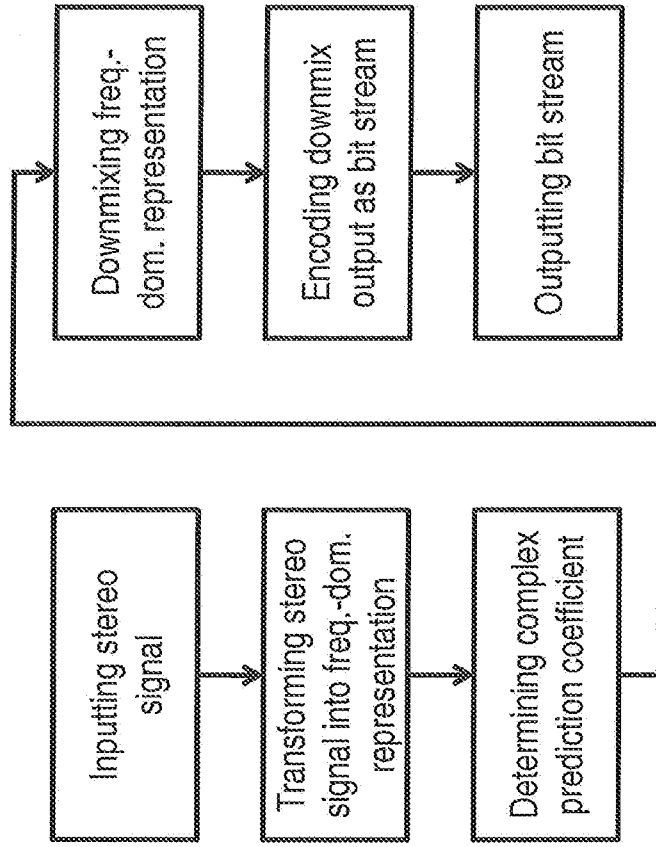 Inputting stereo
signal
Transforming stereo
signal into freq.-dom.
representation
Determining complex
prediction coefficient
Downmixing freq.-
dom. representation
Encoding downmix
output as bit stream
Outputting bit stream